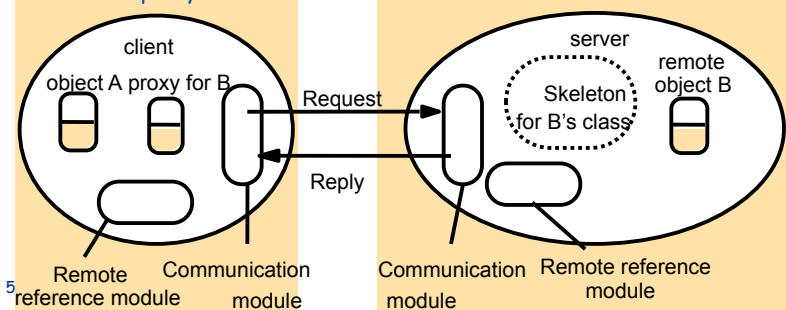 client
object A proxy for B
Request
Reply
server
remote
object B
Skeleton
for B's class
Remote
reference module
Communication
module
Communication
module
Remote reference
module
5